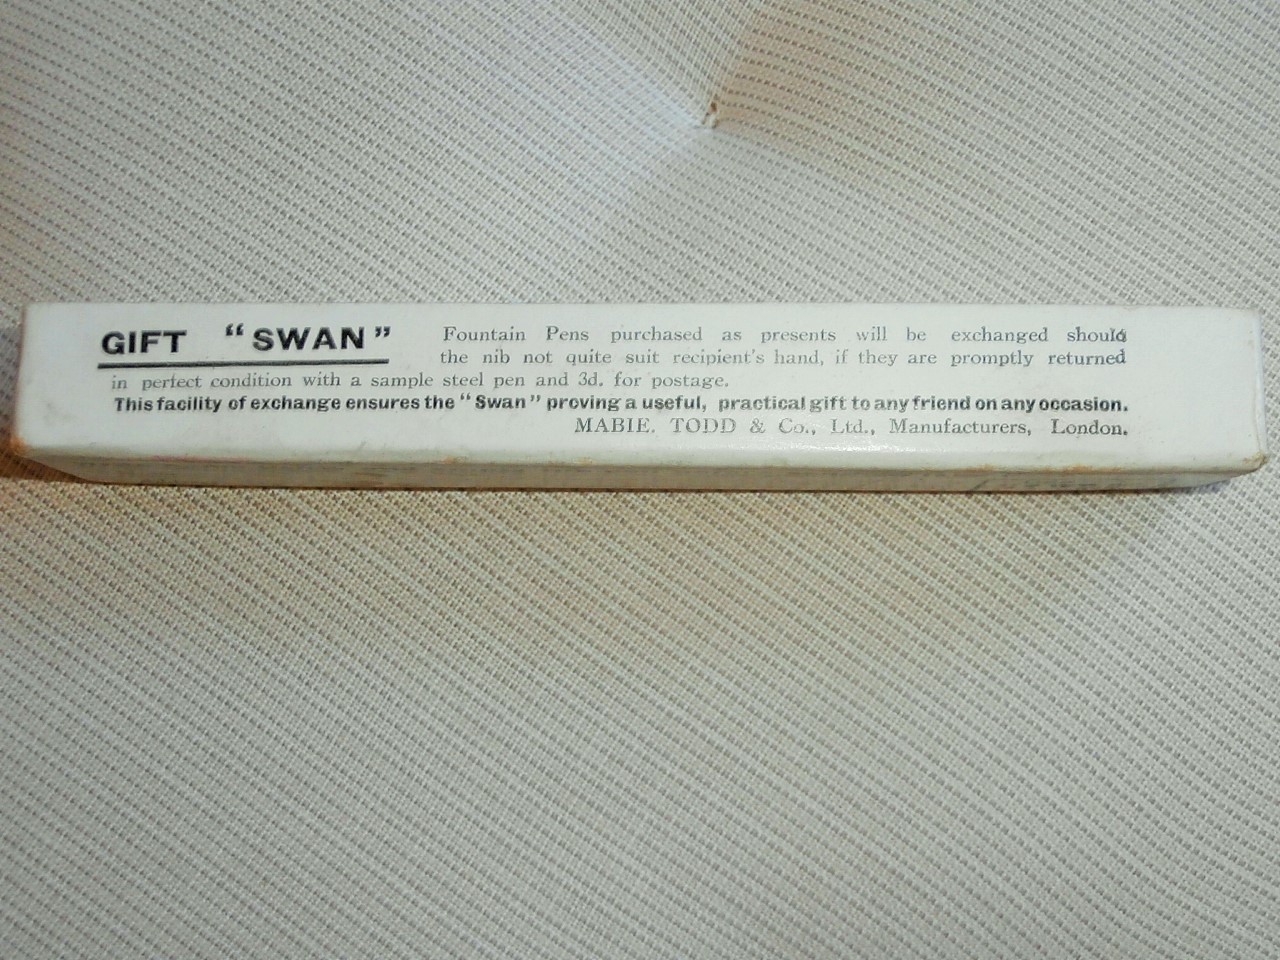 GIFT "SWAN" Fountain Pens purchased as presents will be exchanged should
the nib not quite suit recipient's hand, if they are promptly returned
in perfect condition with a sample steel pen and 3d. for postage.
This facility of exchange ensures the "Swan" proving a useful, practical gift to any friend on any occasion.
MABIE. TODD & Co., Ltd., Manufacturers, London.